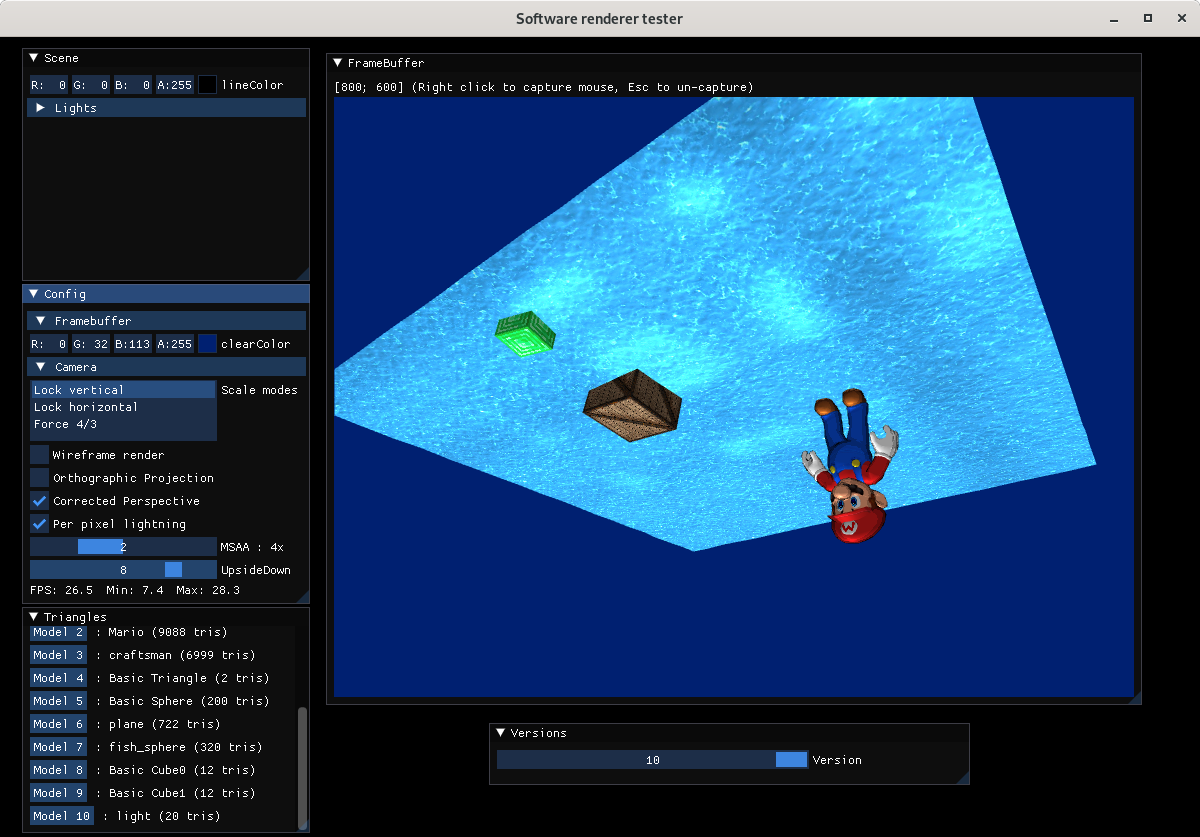 Software renderer tester
Scene
R: 0 G: 0 B: 0 A:255 lineColor
Lights
Config
Framebuffer
R: 0 G: 32 B:113 A:255 clearColor
Camera
Lock vertical Scale modes
Lock horizontal
Force 4/3
Wireframe render
Orthographic Projection
Corrected Perspective
Per pixel lightning
2 MSAA : 4x
8 UpsideDown
FPS: 26.5 Min: 7.4 Max: 28.3
Triangles
Model 2 : Mario (9088 tris)
Model 3 : craftsman (6999 tris)
Model 4 : Basic Triangle (2 tris)
Model 5 : Basic Sphere (200 tris)
Model 6 : plane (722 tris)
Model 7 : fish_sphere (320 tris)
Model 8 : Basic Cube0 (12 tris)
Model 9 : Basic Cube1 (12 tris)
Model 10 : light (20 tris)
FrameBuffer
[800; 600] (Right click to capture mouse, Esc to un-capture)
M
Versions
10 Version